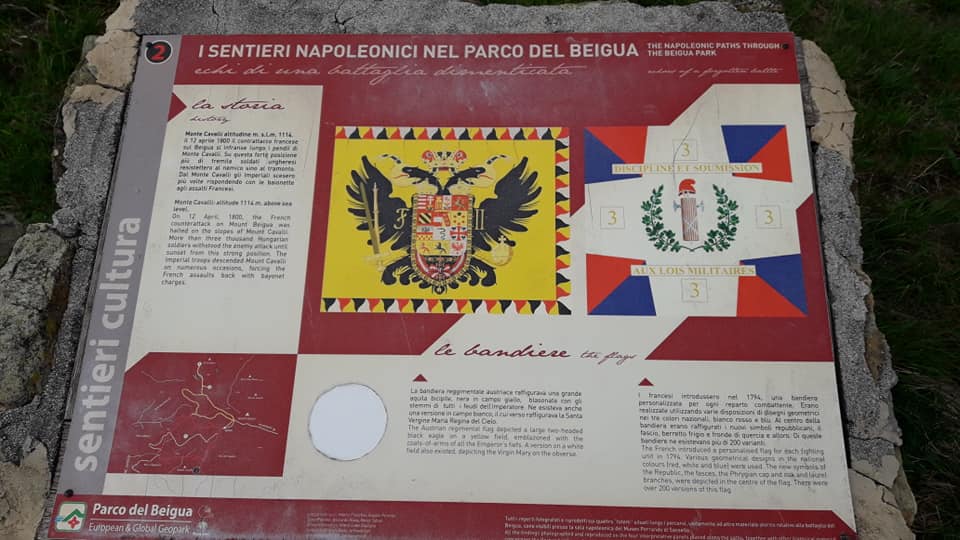 2
I SENTIERI NAPOLEONICI NEL PARCO DEL BEIGUA
THE NAPOLEONIC PATHS THROUGH
THE BEIGUA PARK
echi di una battaglia dimenticata
echoes of a forgotten battle
sentieri cultura
la storia
history
Monte Cavalli altitudine m. s.l.m. 1114.
Il 12 aprile 1800 il contrattacco francese
sul Beigua si infranse lungo i pendii di
Monte Cavalli. Su questa forte posizione
più di tremila soldati ungheresi
resistettero al nemico sino al tramonto.
Dal Monte Cavalli gli Imperiali scesero
più volte rispondendo con le baionette
agli assalti Francesi.
Monte Cavalli: altitude 1114 m. above sea
level.
On 12 April, 1800, the French
counterattack on Mount Beigua was
halted on the slopes of Mount Cavalli.
More than three thousand Hungarian
soldiers withstood the enemy attack until
sunset from this strong position. The
Imperial troops descended Mount Cavalli
on numerous occasions, forcing the
French assaults back with bayonet
charges.
F II
3
DISCIPLINE ET SOUMISSION
3
3
AUX LOIS MILITAIRES
3
le bandiere the flags
La bandiera reggimentale austriaca raffigurava una grande
aquila bicipite, nera in campo giallo, blasonata con gli
stemmi di tutti i feudi dell'Imperatore. Ne esisteva anche
una versione in campo bianco, il cui verso raffigurava la Santa
Vergine Maria Regina del Cielo.
The Austrian regimental flag depicted a large two-headed
black eagle on a yellow field, emblazoned with the
coats-of-arms of all the Emperor's fiefs. A version on a white
field also existed, depicting the Virgin Mary on the obverse.
I francesi introdussero nel 1794, una bandiera
personalizzata per ogni reparto combattente. Erano
realizzate utilizzando varie disposizioni di disegni geometrici
nei tre colori nazionali, bianco rosso e blu. Al centro della
bandiera erano raffigurati i nuovi simboli repubblicani, il
fascio, berretto frigio e fronde di quercia e alloro. Di queste
bandiere ne esistevano più di 200 varianti.
The French introduced a personalised flag for each fighting
unit in 1794. Various geometrical designs in the national
colours (red, white and blue) were used. The new symbols of
the Republic, the fasces, the Phrygian cap and oak and laurel
branches, were depicted in the centre of the flag. There were
over 200 versions of this flag.
Parco del Beigua
European & Global Geopark